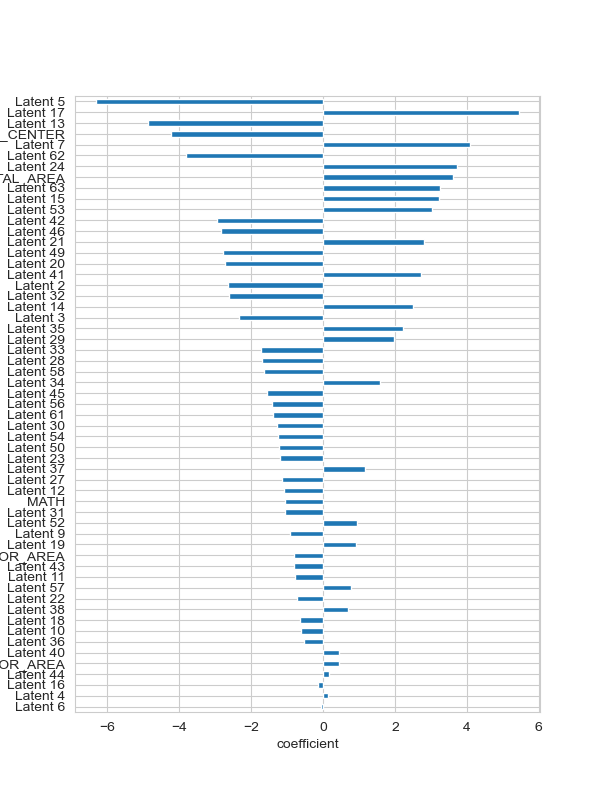 Latent 5
Latent 17
Latent 13
_CENTER
Latent 7
Latent 62
Latent 24
TAL_AREA
Latent 63
Latent 15
Latent 53
Latent 42
Latent 46
Latent 21
Latent 49
Latent 20
Latent 41
Latent 2
Latent 32
Latent 14
Latent 3
Latent 35
Latent 29
Latent 33
Latent 28
Latent 58
Latent 34
Latent 45
Latent 56
Latent 61
Latent 30
Latent 54
Latent 50
Latent 23
Latent 37
Latent 27
Latent 12
MATH
Latent 31
Latent 52
Latent 9
Latent 19
OR_AREA
Latent 43
Latent 11
Latent 57
Latent 22
Latent 38
Latent 18
Latent 10
Latent 36
Latent 40
OR_AREA
Latent 44
Latent 16
Latent 4
Latent 6
−6 −4 −2 0 2 4 6
coefficient